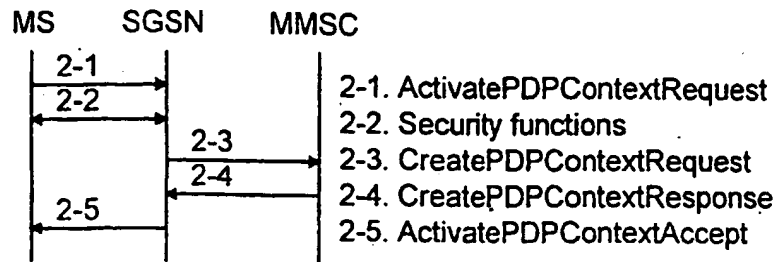 MS SGSN MMSC
2-1
2-2
2-3
2-4
2-5
2-1. ActivatePDPContextRequest
2-2. Security functions
2-3. CreatePDPContextRequest
2-4. CreatePDPContextResponse
2-5. ActivatePDPContextAccept